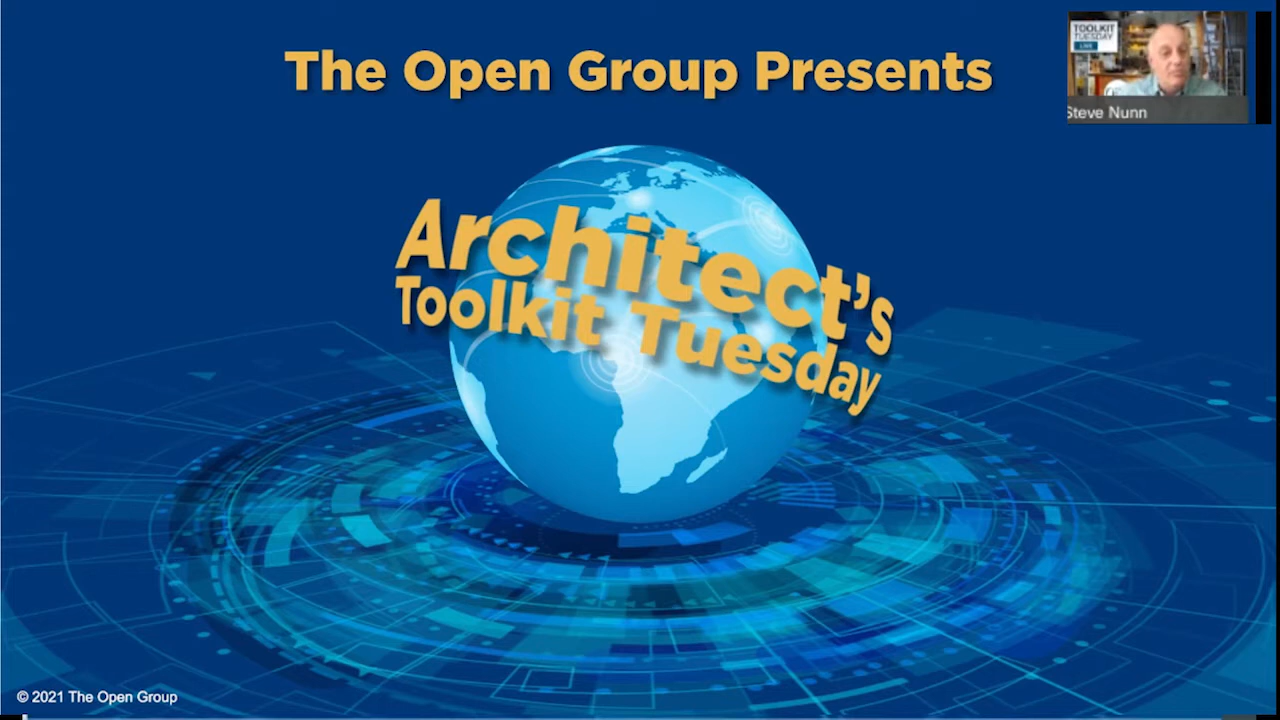 The Open Group Presents
TOOLKIT
TUESDAY
LIVE
Steve Nunn
Architect's
Toolkit Tuesday
© 2021 The Open Group